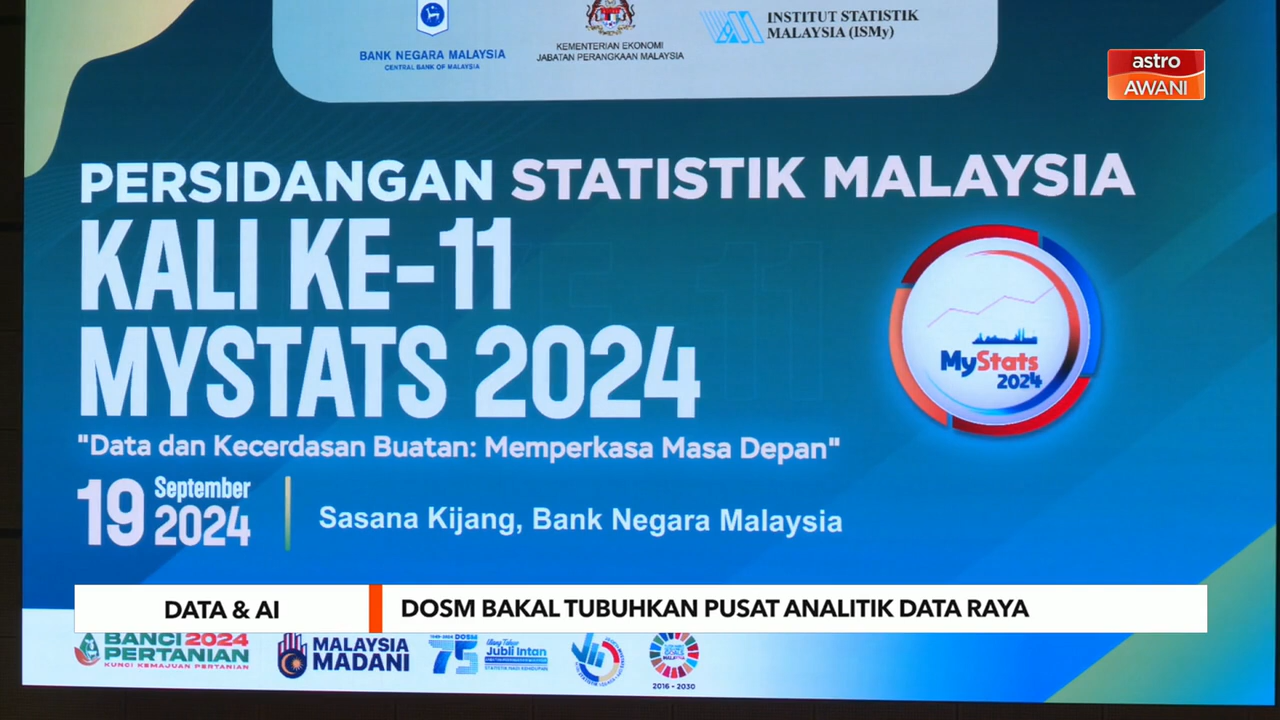 BANK NEGARA MALAYSIA
CENTRAL BANK OF MALAYSIA
KEMENTERIAN EKONOMI
JABATAN PERANGKAAN MALAYSIA
INSTITUT STATISTIK
MALAYSIA (ISMy)
astro
AWANI
PERSIDANGAN STATISTIK MALAYSIA
KALI KE-11
MYSTATS 2024
MyStats
2024
"Data dan Kecerdasan Buatan: Memperkasa Masa Depan"
19 September
2024
Sasana Kijang, Bank Negara Malaysia
DATA & AI
DOSM BAKAL TUBUHKAN PUSAT ANALITIK DATA RAYA
BANCI 2024
PERTANIAN
KUNCI KEMAJUAN PERTANIAN
MALAYSIA
MADANI
DOSM
75
Ulang Tahun
Jubli Intan
2016 - 2030